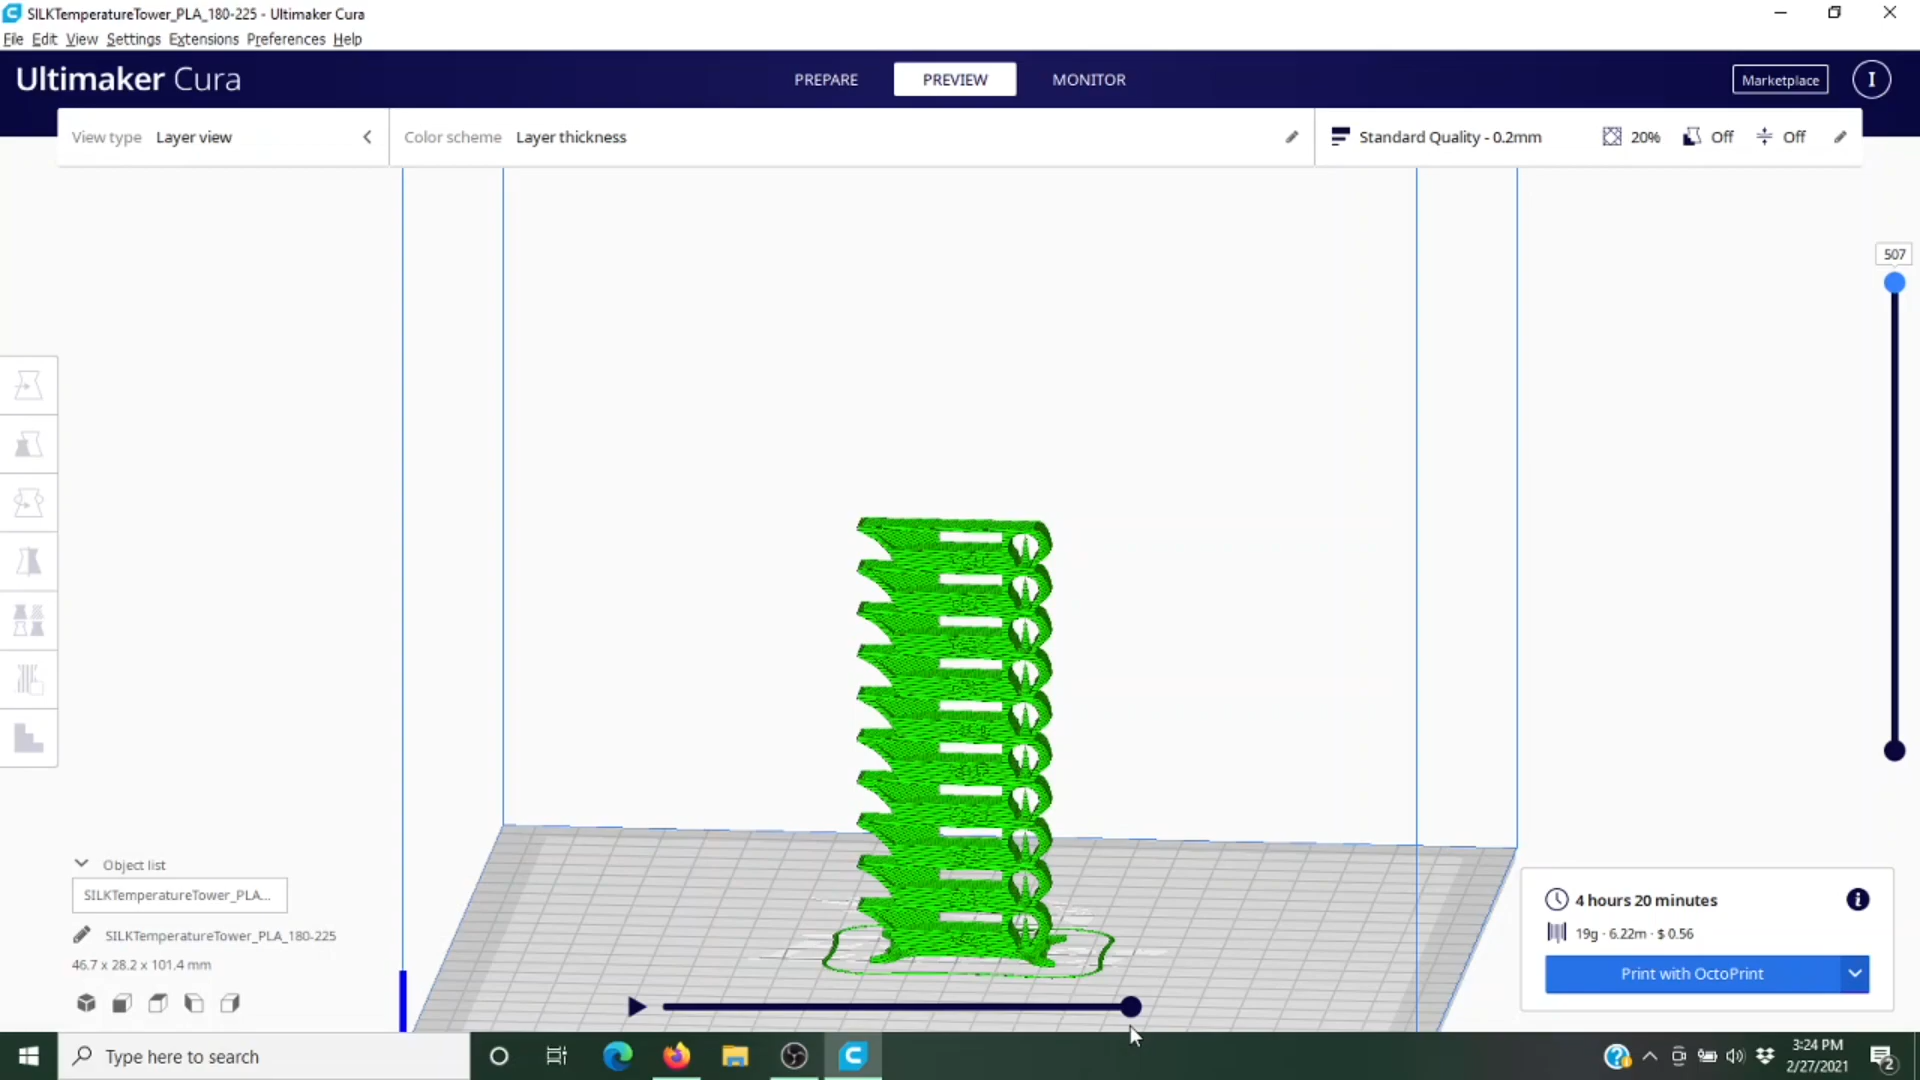 SILKTemperatureTower_PLA_180-225 - Ultimaker Cura
File Edit View Settings Extensions Preferences Help
Ultimaker Cura
PREPARE
PREVIEW
MONITOR
Marketplace
I
View type Layer view
Color scheme Layer thickness
Standard Quality - 0.2mm
20%
Off
Off
507
Object list
SILKTemperatureTower_PLA...
SILKTemperatureTower_PLA_180-225
46.7 x 28.2 x 101.4 mm
4 hours 20 minutes
19g · 6.22m · $ 0.56
Print with OctoPrint
Type here to search
3:24 PM
2/27/2021
2